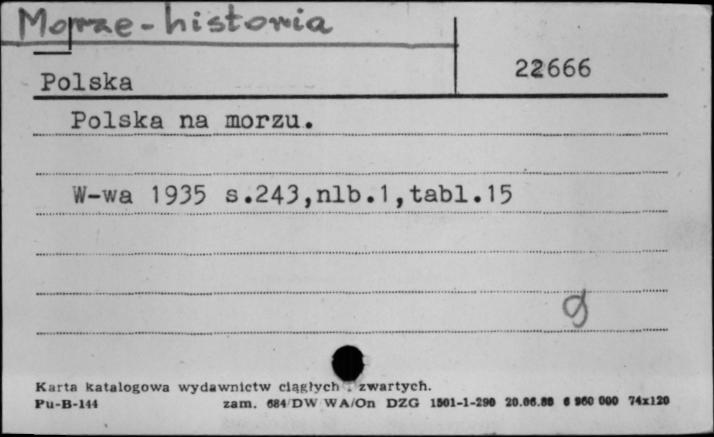 Morze-historia
Polska 22666
Polska na morzu.
W-wa 1935 s.243,nlb.1,tabl.15
g
Karta katalogowa wydawnictw ciągłych i zwartych.
Pu-B-144 zam. 684/DW WA/On DZG 1501-1-290 20.06.80 6 960 000 74x120